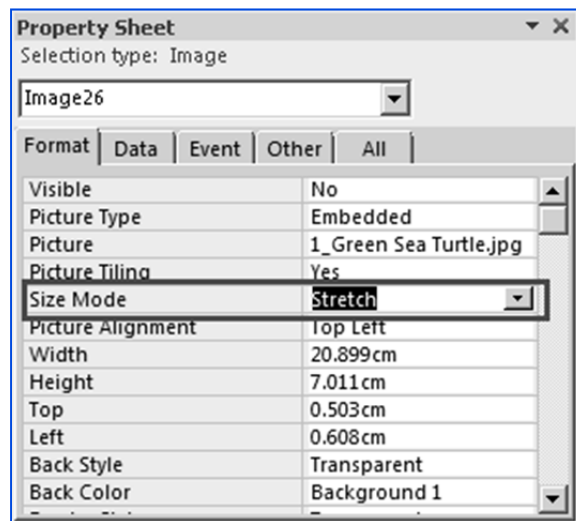 Property Sheet
Selection type: Image
Image26
Format Data Event Other All
Visible No
Picture Type Embedded
Picture 1_Green Sea Turtle.jpg
Picture Tiling Yes
Size Mode Stretch
Picture Alignment Top Left
Width 20.899cm
Height 7.011cm
Top 0.503cm
Left 0.608cm
Back Style Transparent
Back Color Background 1